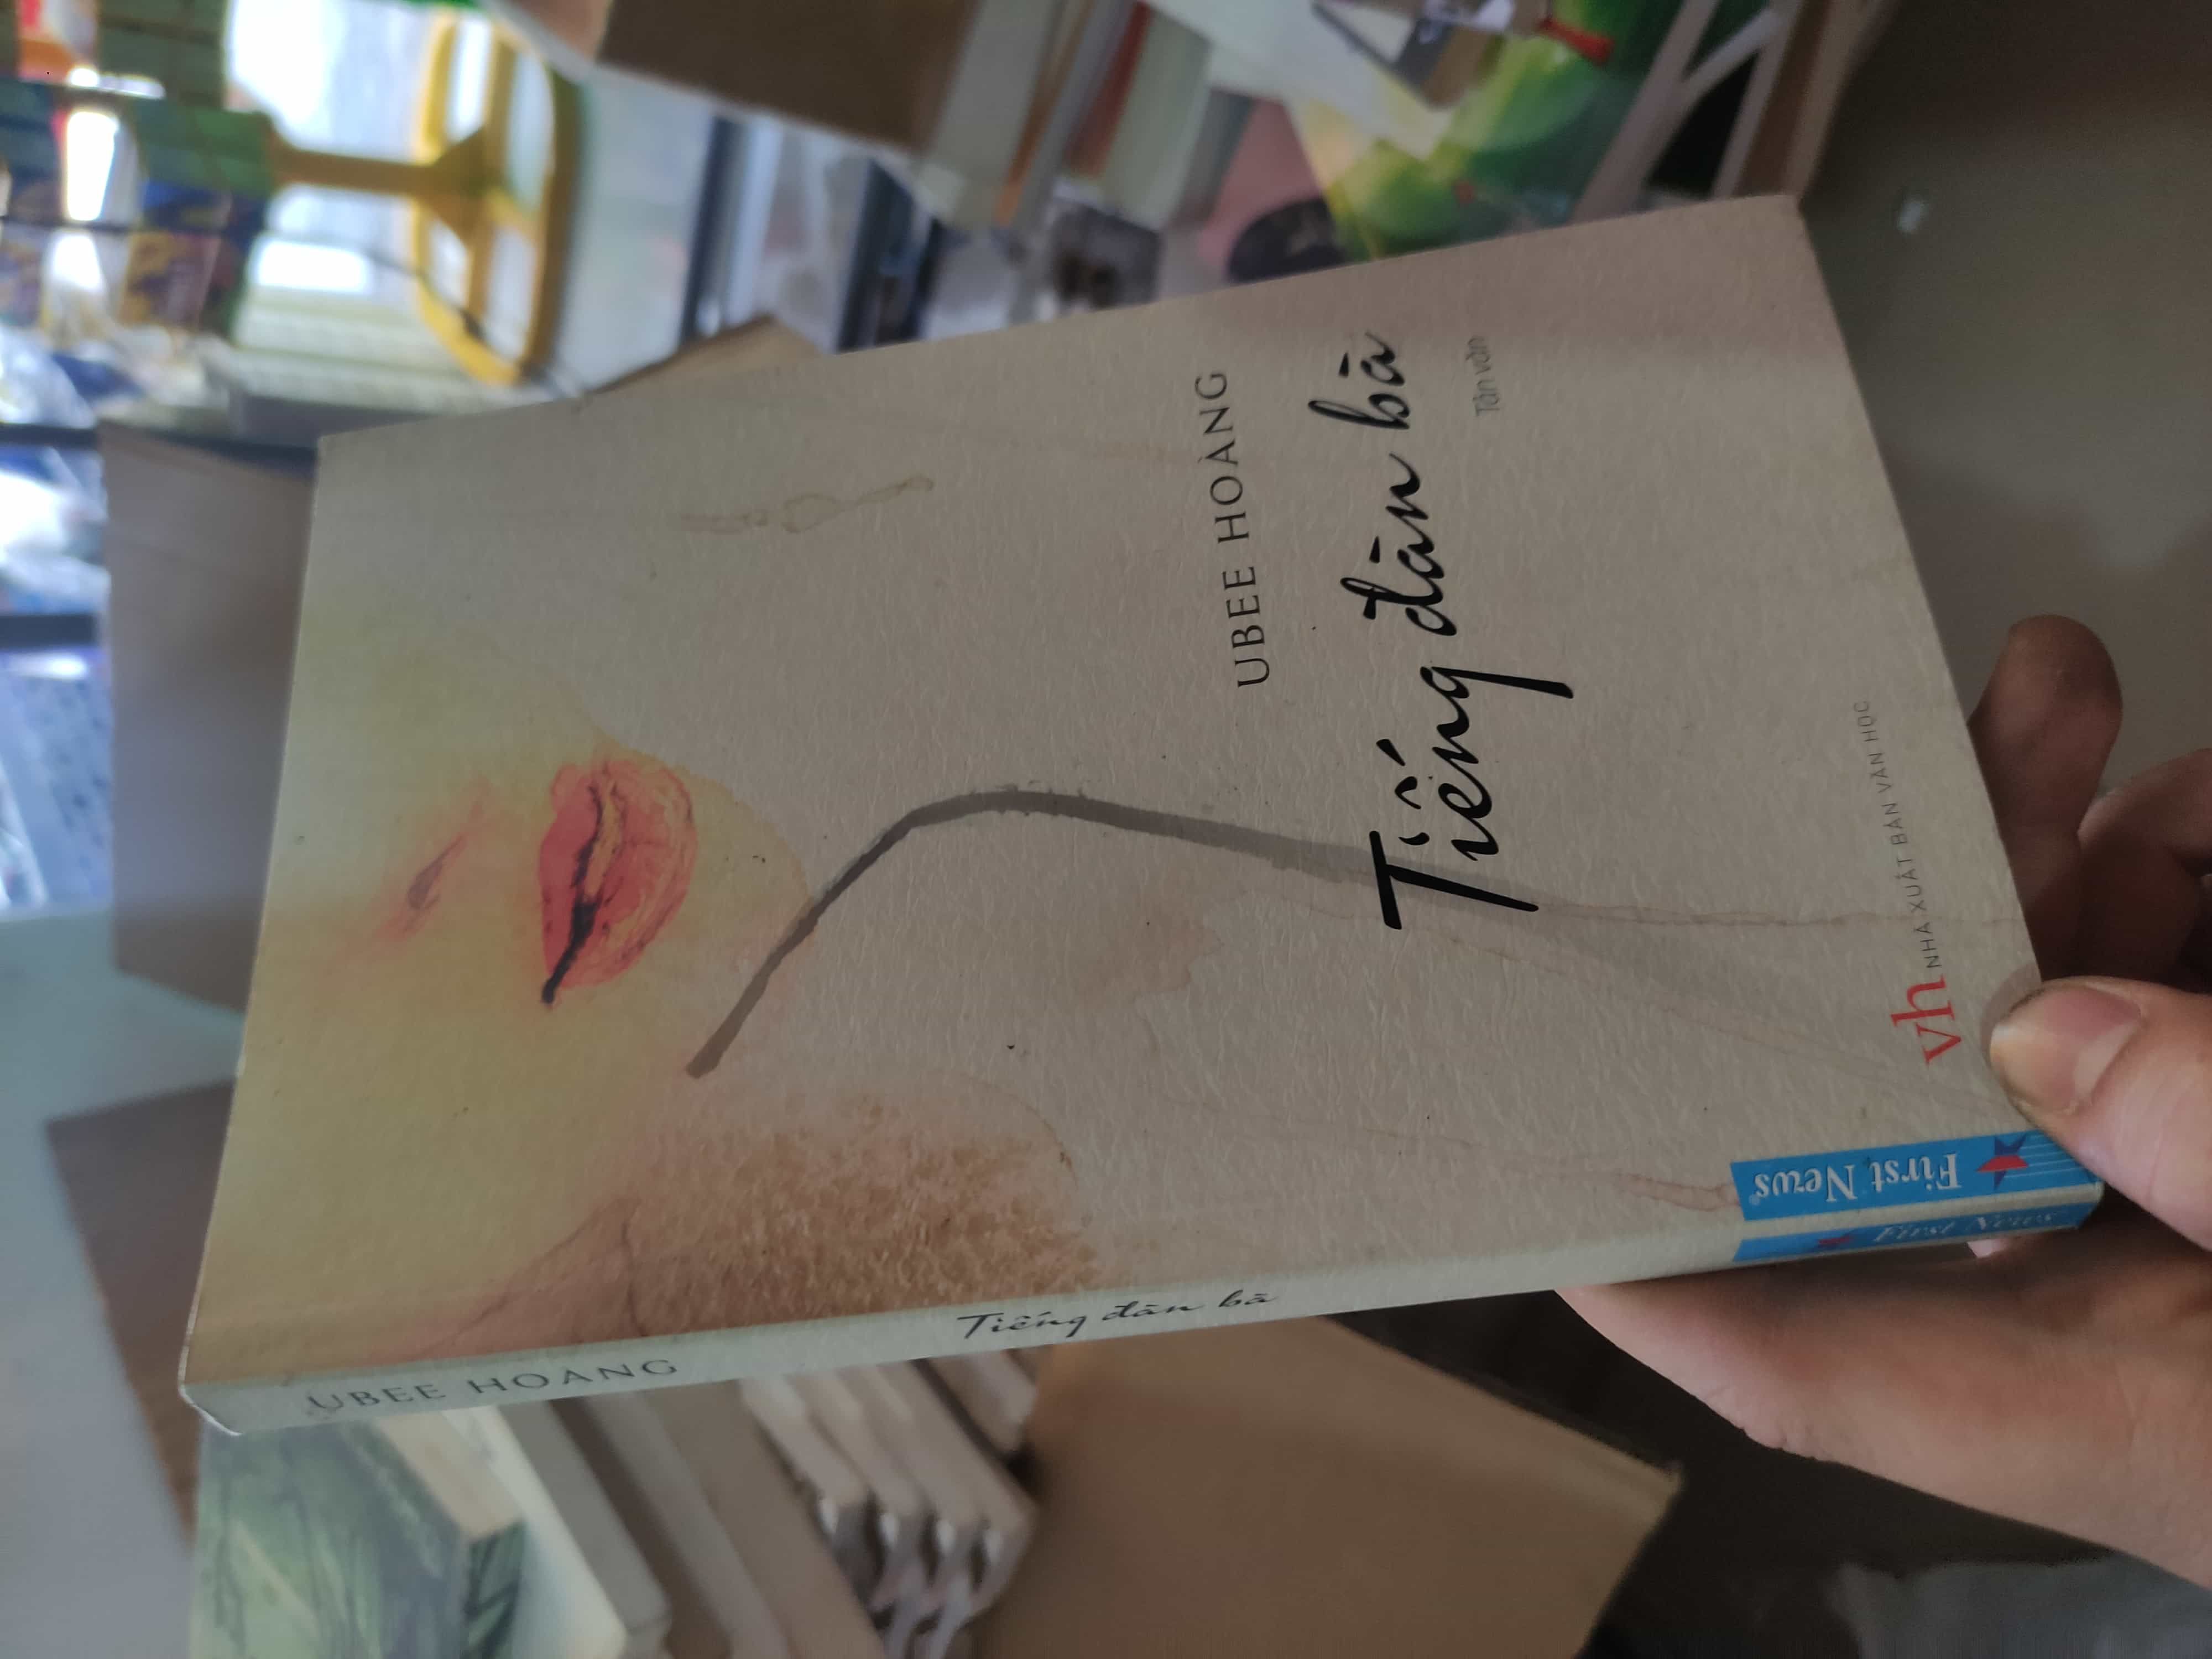 UBEE HOÀNG
Tiếng đàn bà
Tản văn
vh NHÀ XUẤT BẢN VĂN HỌC
First News
UBEE HOÀNG
Tiếng đàn bà
First News